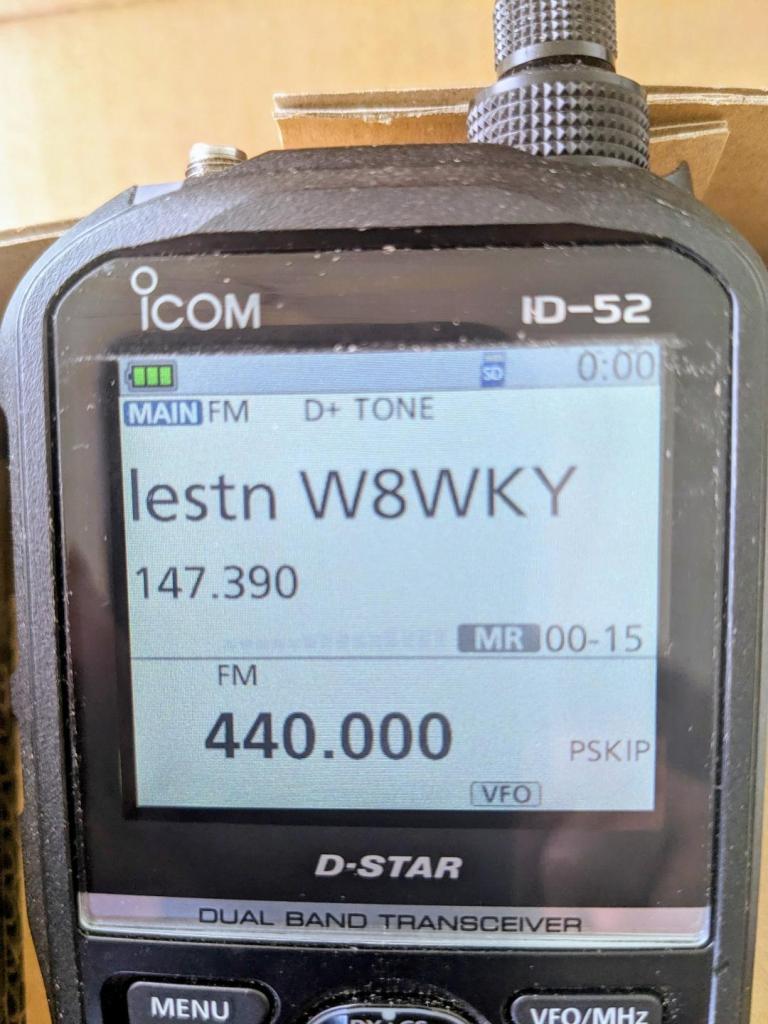 ICOM ID-52
SD 0:00
MAIN FM D+ TONE
lestn W8WKY
147.390
MR 00-15
FM
440.000
PSKIP
VFO
D-STAR
DUAL BAND TRANSCEIVER
MENU VFO/MHz